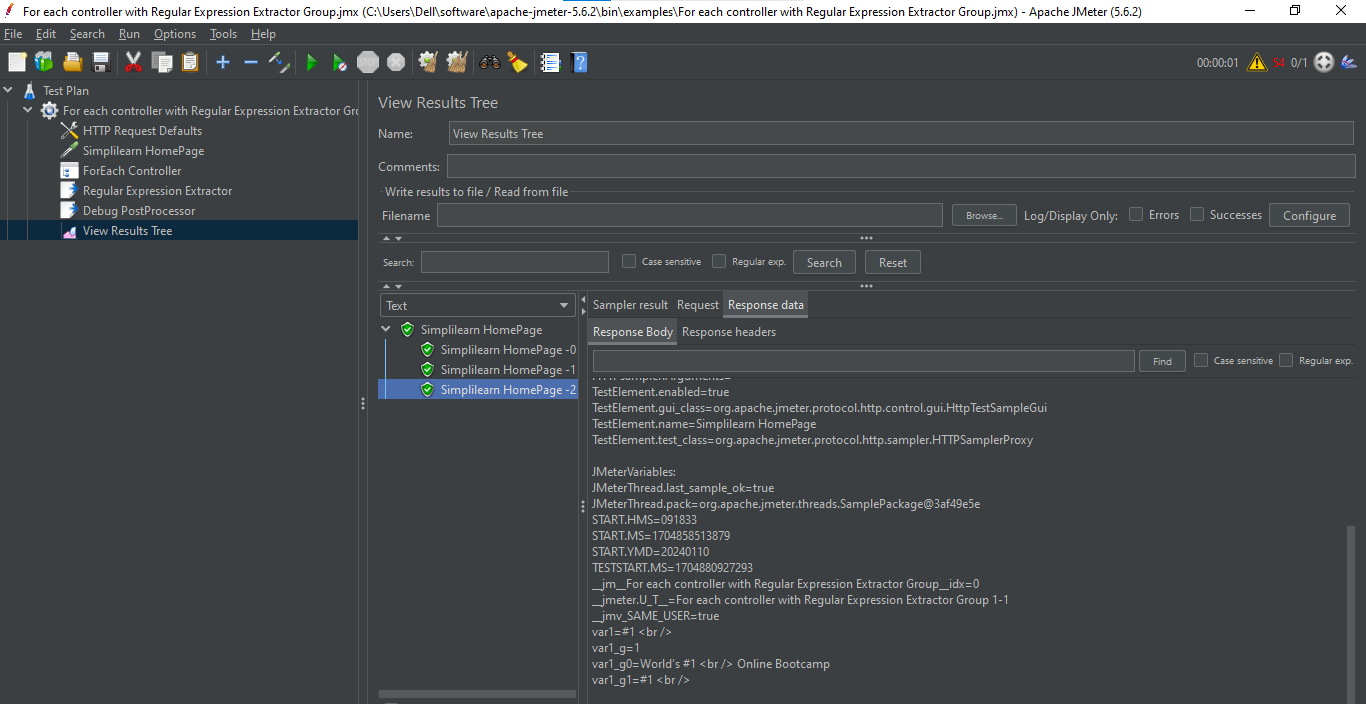 For each controller with Regular Expression Extractor Group.jmx (C:\Users\Dell\software\apache-jmeter-5.6.2\bin\examples\For each controller with Regular Expression Extractor Group.jmx) - Apache JMeter (5.6.2)
File Edit Search Run Options Tools Help
STOP 00:00:01 54 0/1
Test Plan
For each controller with Regular Expression Extractor Gr
HTTP Request Defaults
Simplilearn HomePage
ForEach Controller
Regular Expression Extractor
Debug PostProcessor
View Results Tree
View Results Tree
Name: View Results Tree
Comments:
Write results to file / Read from file
Filename Browse... Log/Display Only: Errors Successes Configure
Search: Case sensitive Regular exp. Search Reset
Text
Simplilearn HomePage
Simplilearn HomePage -0
Simplilearn HomePage -1
Simplilearn HomePage -2
Sampler result Request Response data
Response Body Response headers
Find Case sensitive Regular exp.
HTTPsampler.Arguments=
TestElement.enabled=true
TestElement.gui_class=org.apache.jmeter.protocol.http.control.gui.HttpTestSampleGui
TestElement.name=Simplilearn HomePage
TestElement.test_class=org.apache.jmeter.protocol.http.sampler.HTTPSamplerProxy
JMeterVariables:
JMeterThread.last_sample_ok=true
JMeterThread.pack=org.apache.jmeter.threads.SamplePackage@3af49e5e
START.HMS=091833
START.MS=1704858513879
START.YMD=20240110
TESTSTART.MS=1704880927293
__jm__For each controller with Regular Expression Extractor Group__idx=0
__jmeter.U_T__=For each controller with Regular Expression Extractor Group 1-1
__jmv_SAME_USER=true
var1=#1 <br />
var1_g=1
var1_g0=World's #1 <br /> Online Bootcamp
var1_g1=#1 <br />